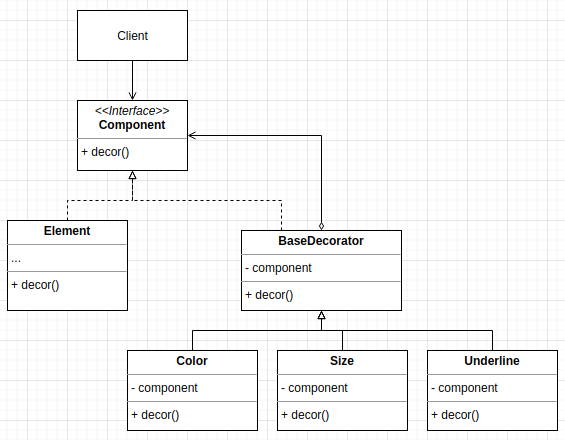 Client
<<Interface>>
Component
+ decor()
Element
...
+ decor()
BaseDecorator
- component
+ decor()
Color
- component
+ decor()
Size
- component
+ decor()
Underline
- component
+ decor()